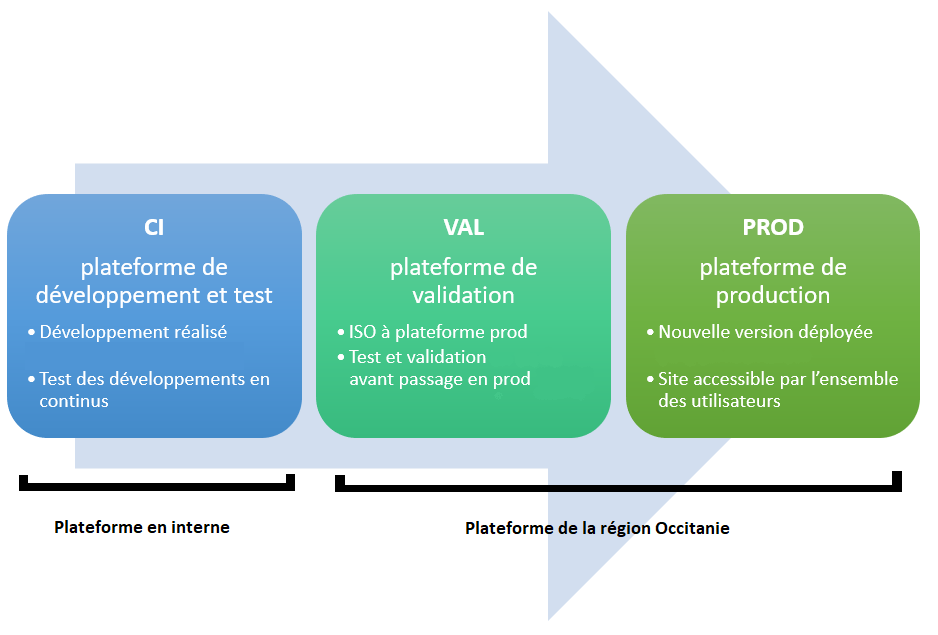 CI
plateforme de
développement et test
• Développement réalisé
• Test des développements en
continus
VAL
plateforme de
validation
• ISO à plateforme prod
• Test et validation
avant passage en prod
PROD
plateforme de
production
• Nouvelle version déployée
• Site accessible par l’ensemble
des utilisateurs
Plateforme en interne
Plateforme de la région Occitanie